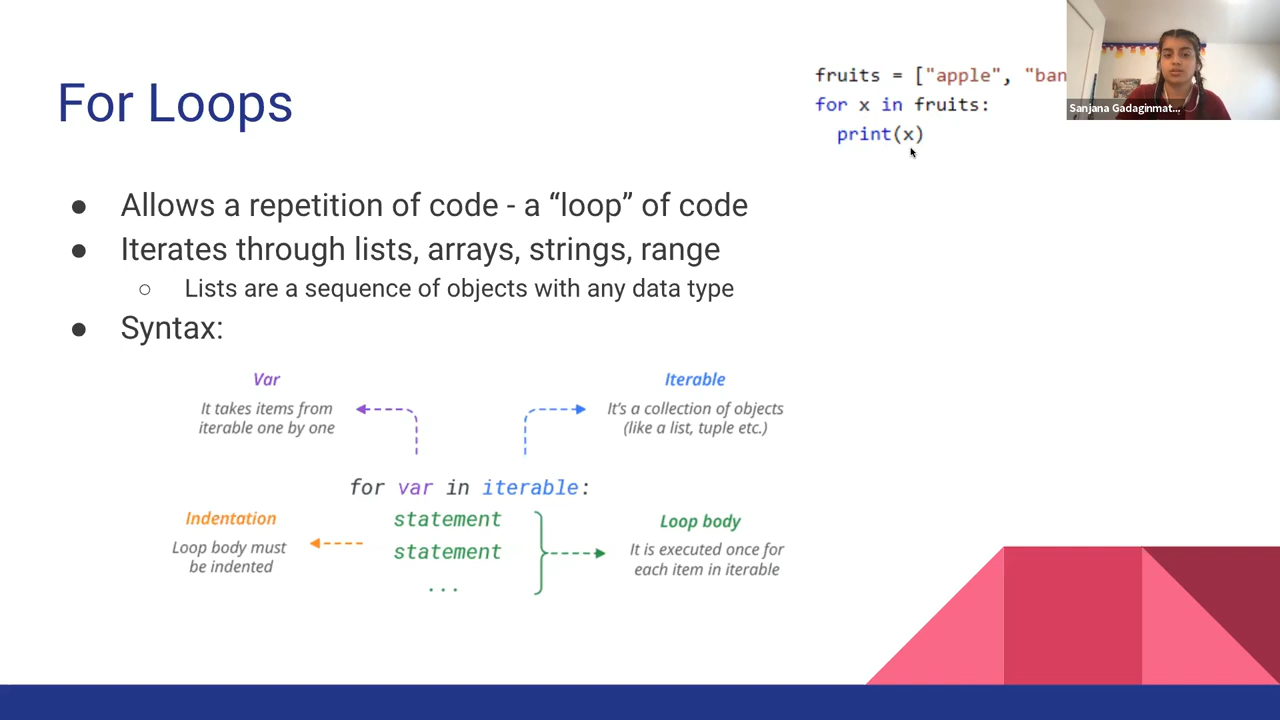 For Loops
fruits = ["apple", "ban
for x in fruits:
print(x)
Sanjana Gadaginmat...
● Allows a repetition of code - a “loop” of code
● Iterates through lists, arrays, strings, range
○ Lists are a sequence of objects with any data type
● Syntax:
Var
It takes items from
iterable one by one
Iterable
It's a collection of objects
(like a list, tuple etc.)
for var in iterable:
statement
statement
...
Indentation
Loop body must
be indented
Loop body
It is executed once for
each item in iterable